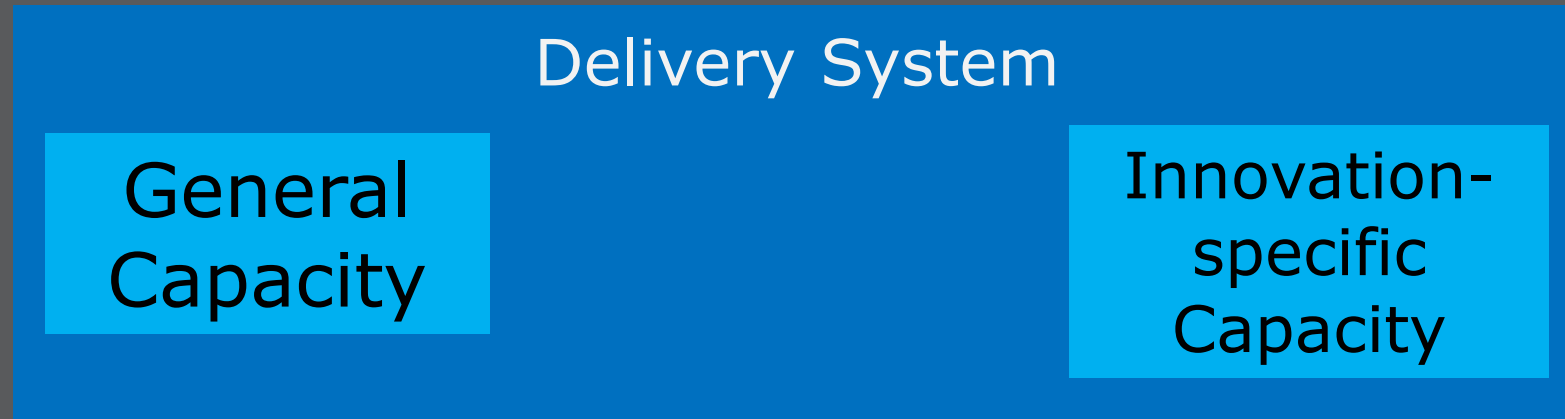 Delivery System
General
Capacity
Innovation-
specific
Capacity